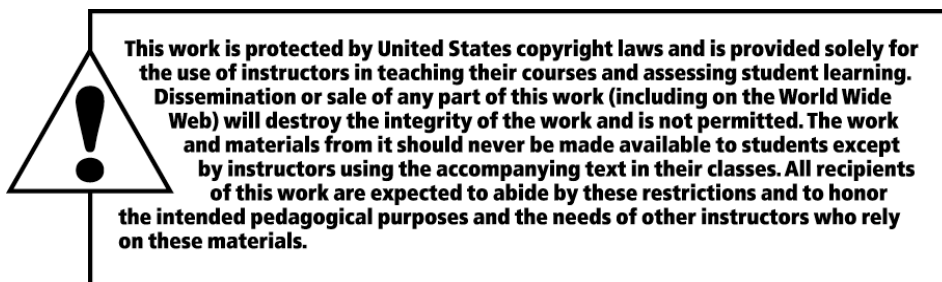 This work is protected by United States copyright laws and is provided solely for
the use of instructors in teaching their courses and assessing student learning.
Dissemination or sale of any part of this work (including on the World Wide
Web) will destroy the integrity of the work and is not permitted. The work
and materials from it should never be made available to students except
by instructors using the accompanying text in their classes. All recipients
of this work are expected to abide by these restrictions and to honor
the intended pedagogical purposes and the needs of other instructors who rely
on these materials.